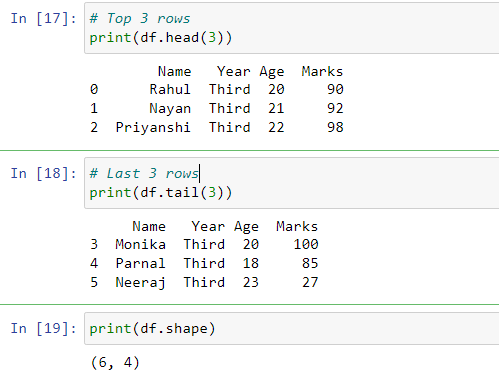 In [17]: # Top 3 rows
print(df.head(3))
Name Year Age Marks
0 Rahul Third 20 90
1 Nayan Third 21 92
2 Priyanshi Third 22 98
In [18]: # Last 3 rows
print(df.tail(3))
Name Year Age Marks
3 Monika Third 20 100
4 Parnal Third 18 85
5 Neeraj Third 23 27
In [19]: print(df.shape)
(6, 4)